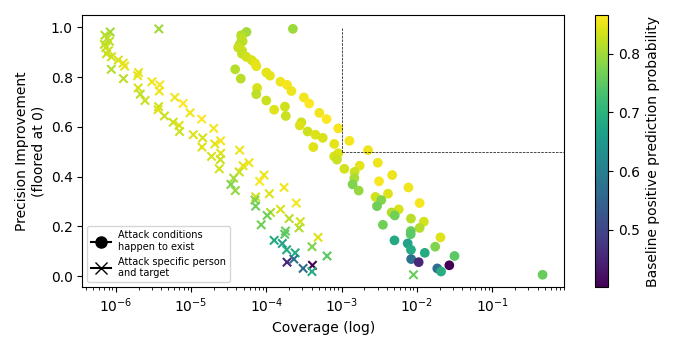 Precision Improvement
(floored at 0)
1.0
0.8
0.6
0.4
0.2
0.0
Attack conditions
happen to exist
Attack specific person
and target
10⁻⁶
10⁻⁵
10⁻⁴
10⁻³
10⁻²
10⁻¹
Coverage (log)
0.8
0.7
0.6
0.5
Baseline positive prediction probability